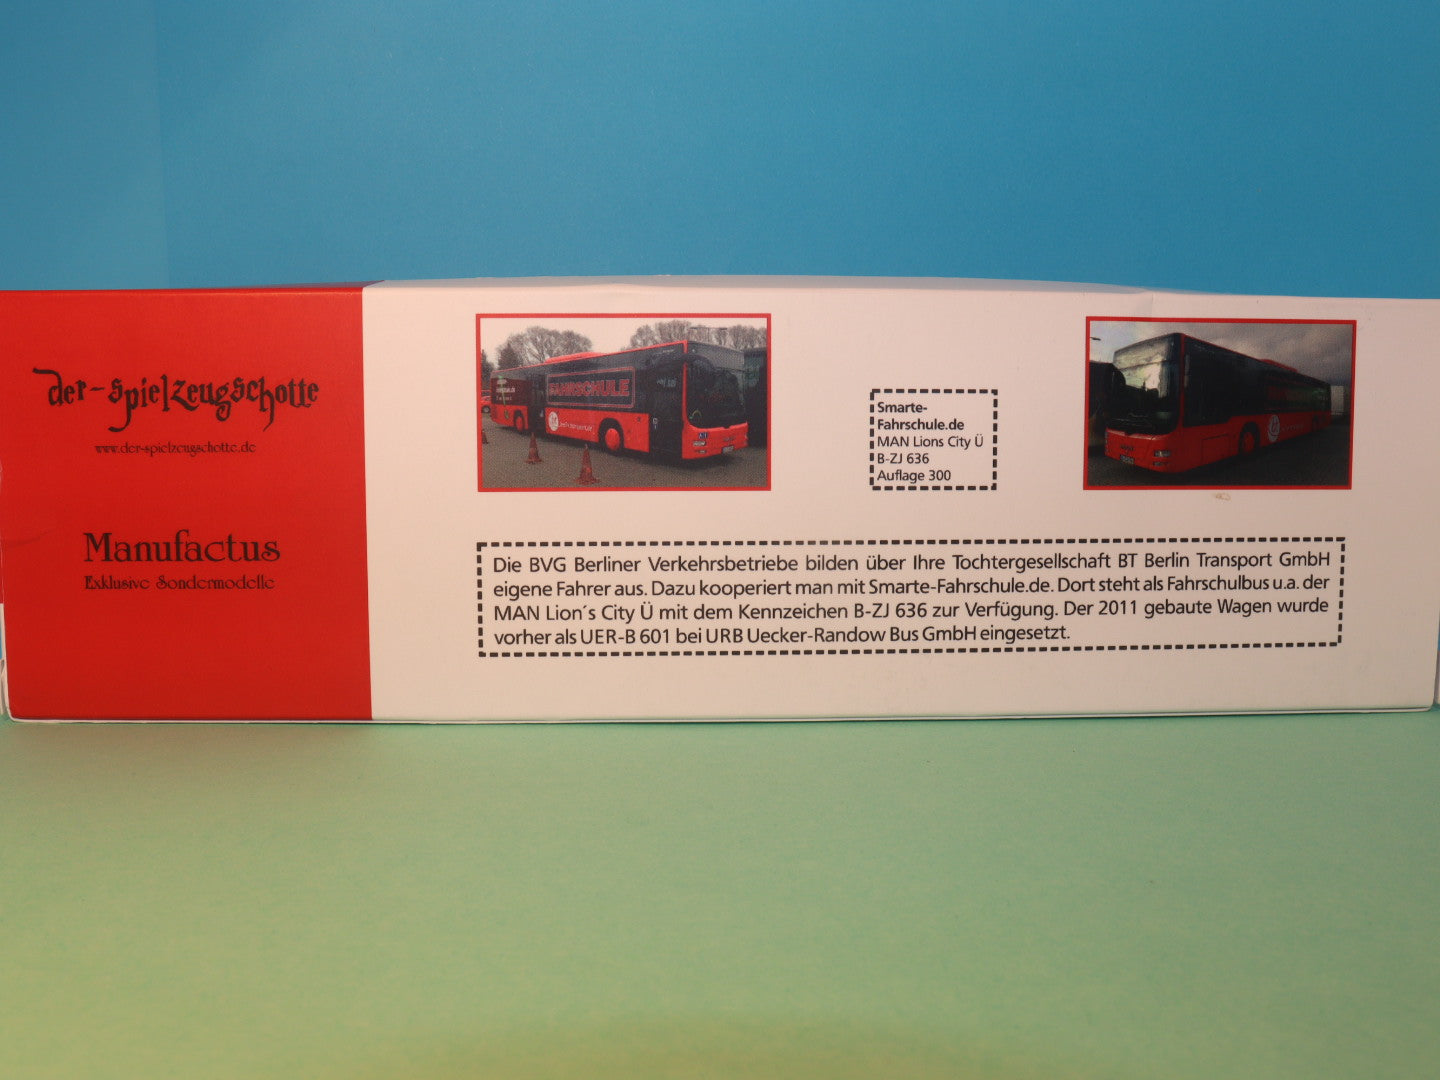 der-spielzeugschotte
www.der-spielzeugschotte.de
Manufactus
Exklusive Sondermodelle
FAHRSCHULE
Smarte-
Fahrschule.de
MAN Lions City Ü
B-ZJ 636
Auflage 300
Die BVG Berliner Verkehrsbetriebe bilden über Ihre Tochtergesellschaft BT Berlin Transport GmbH
eigene Fahrer aus. Dazu kooperiert man mit Smarte-Fahrschule.de. Dort steht als Fahrschulbus u.a. der
MAN Lion´s City Ü mit dem Kennzeichen B-ZJ 636 zur Verfügung. Der 2011 gebaute Wagen wurde
vorher als UER-B 601 bei URB Uecker-Randow Bus GmbH eingesetzt.